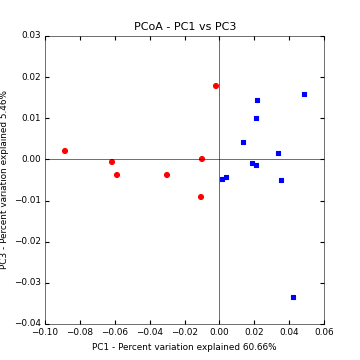 PCoA - PC1 vs PC3
0.03
0.02
0.01
0.00
−0.01
−0.02
−0.03
−0.04
PC3 - Percent variation explained 5.46%
−0.10 −0.08 −0.06 −0.04 −0.02 0.00 0.02 0.04 0.06
PC1 - Percent variation explained 60.66%